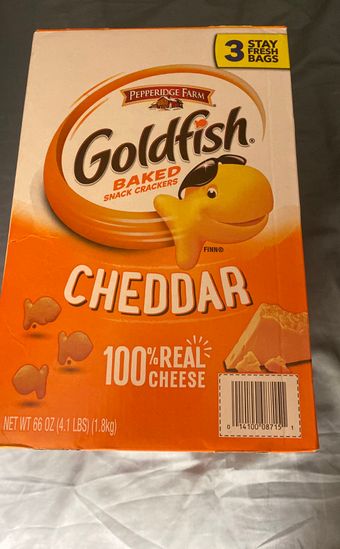 3 STAY
FRESH
BAGS
PEPPERIDGE FARM
Goldfish®
BAKED
SNACK CRACKERS
FINN®
CHEDDAR
100% REAL
CHEESE
NET WT 66 OZ (4.1 LBS) (1.8kg)
0 14100 08715 1